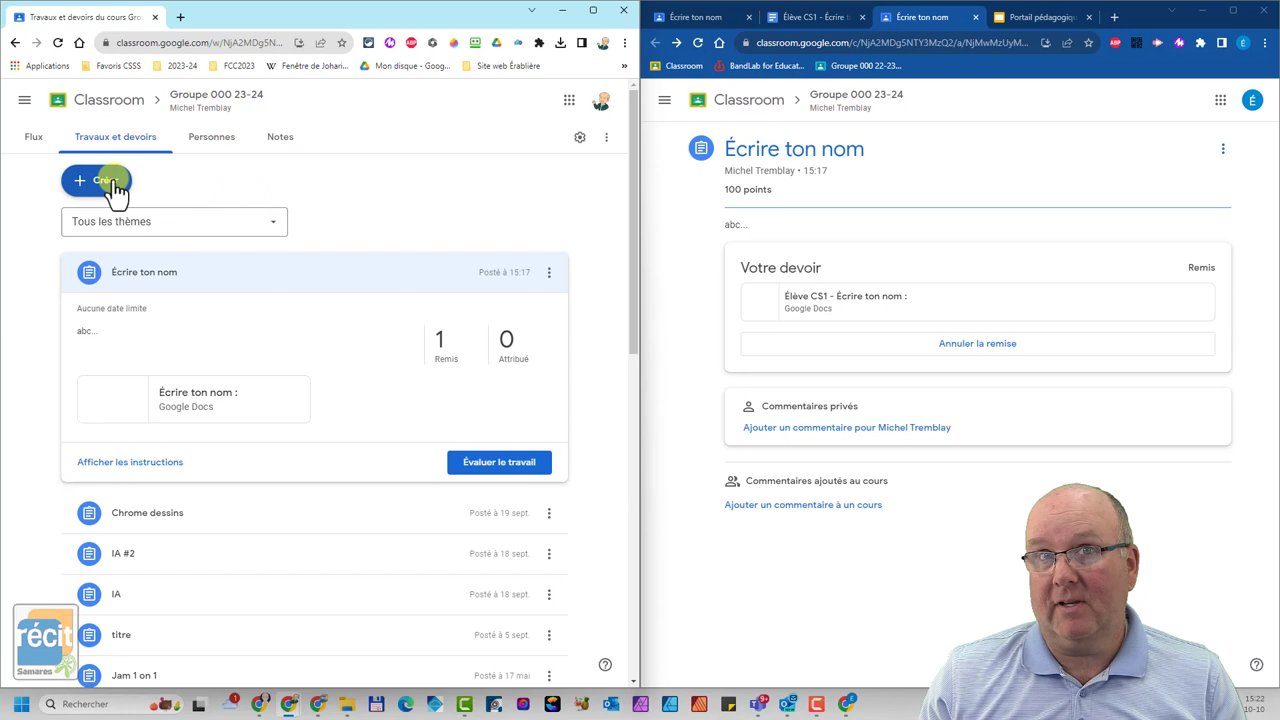 Travaux et devoirs du cours Gro
classroom.google.com/c/NjA2MDg5N...
Applications
Favoris CSSS
2023-24
FCC2023
Fenêtre de Johari...
Mon disque - Goog...
Site web Érablière
Classroom
Groupe 000 23-24
Michel Tremblay
Flux
Travaux et devoirs
Personnes
Notes
Tous les thèmes
Écrire ton nom
Posté à 15:17
Aucune date limite
abc...
1
Remis
0
Attribué
Écrire ton nom :
Google Docs
Afficher les instructions
Évaluer le travail
Chrome dessins
Posté à 19 sept.
IA #2
Posté à 18 sept.
IA
Posté à 18 sept.
titre
Posté à 5 sept.
Jam 1 on 1
Posté à 17 mai
récit
Samares
Écrire ton nom
Élève CS1 - Écrire ton nom :
Écrire ton nom
Portail pédagogiqu
classroom.google.com/c/NjA2MDg5NTY3MzQ2/a/NjMwMzUyM...
Classroom
BandLab for Educat...
Groupe 000 22-23...
Classroom
Groupe 000 23-24
Michel Tremblay
É
Écrire ton nom
Michel Tremblay • 15:17
100 points
abc...
Votre devoir
Remis
Élève CS1 - Écrire ton nom :
Google Docs
Annuler la remise
Commentaires privés
Ajouter un commentaire pour Michel Tremblay
Commentaires ajoutés au cours
Ajouter un commentaire à un cours
Rechercher
15:22
10-10